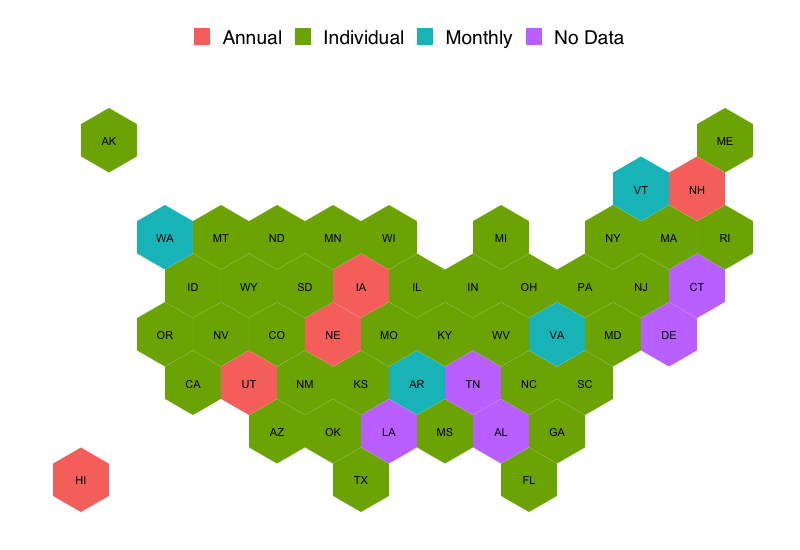 Annual Individual Monthly No Data
AK ME
VT NH
WA MT ND MN WI MI NY MA RI
ID WY SD IA IL IN OH PA NJ CT
OR NV CO NE MO KY WV VA MD DE
CA UT NM KS AR TN NC SC
AZ OK LA MS AL GA
HI TX FL